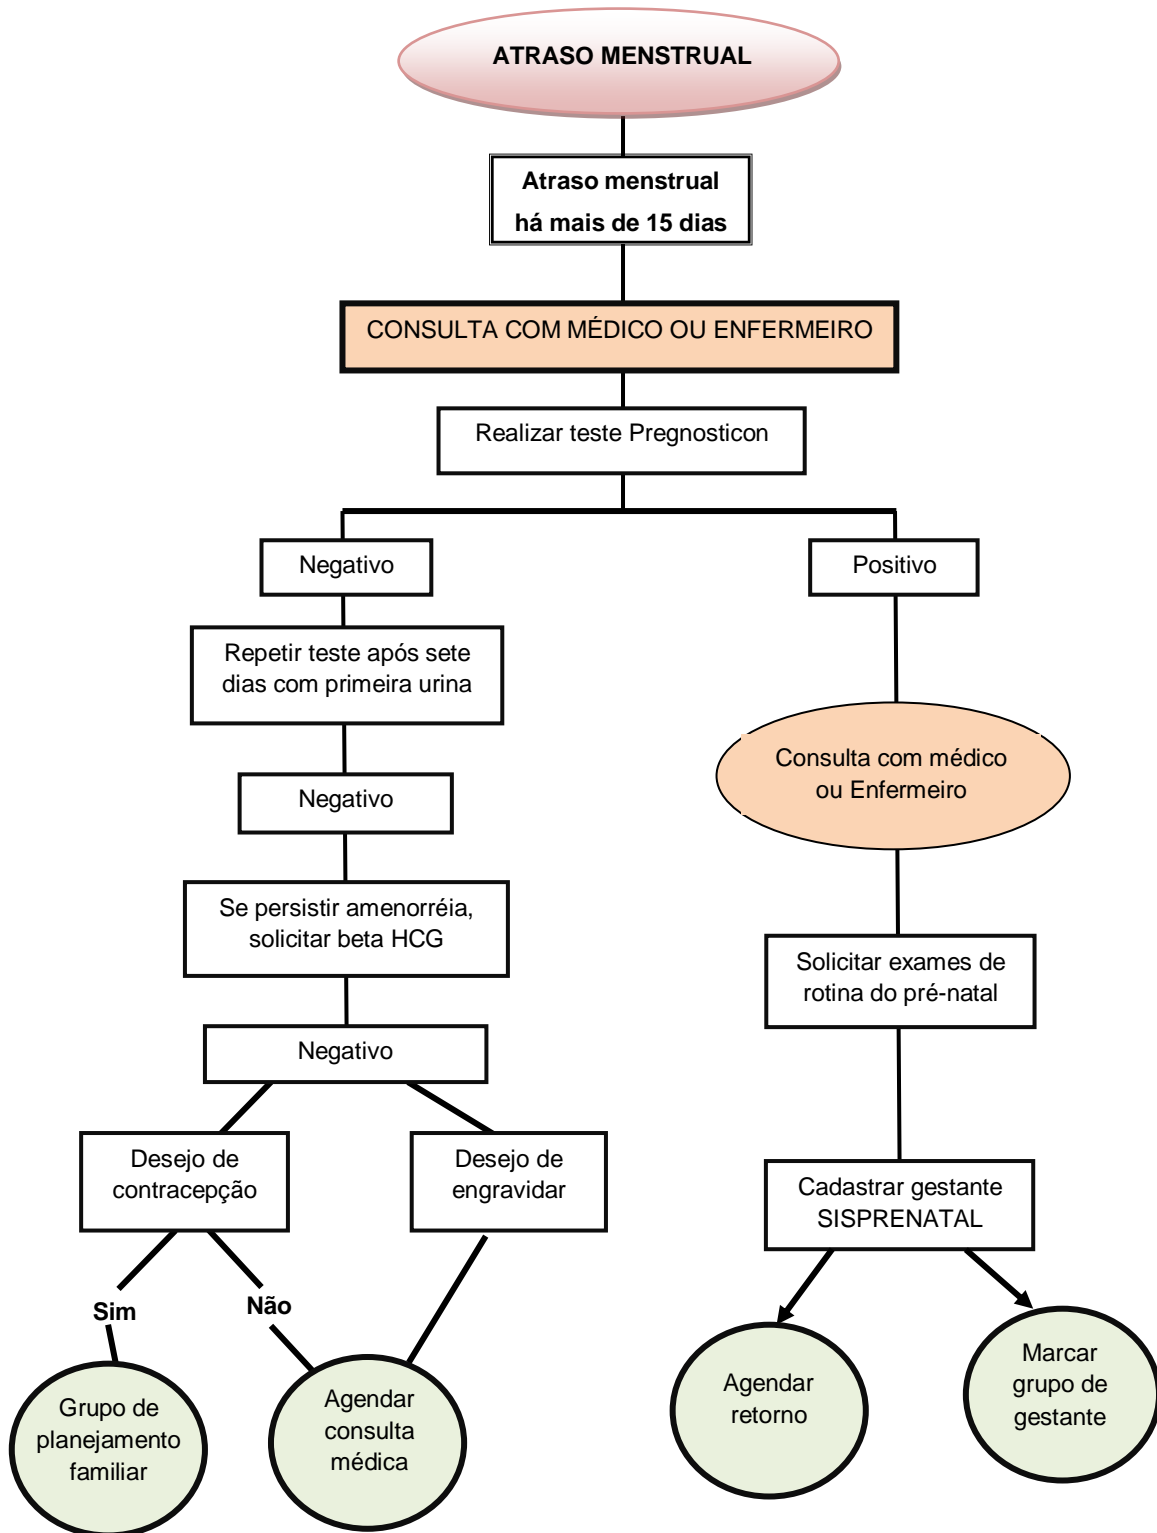 ATRASO MENSTRUAL
Atraso menstrual
há mais de 15 dias
CONSULTA COM MÉDICO OU ENFERMEIRO
Realizar teste Pregnosticon
Negativo
Positivo
Repetir teste após sete
dias com primeira urina
Consulta com médico
ou Enfermeiro
Negativo
Se persistir amenorréia,
solicitar beta HCG
Solicitar exames de
rotina do pré-natal
Negativo
Desejo de
contracepção
Desejo de
engravidar
Cadastrar gestante
SISPRENATAL
Sim
Não
Grupo de
planejamento
familiar
Agendar
consulta
médica
Agendar
retorno
Marcar
grupo de
gestante